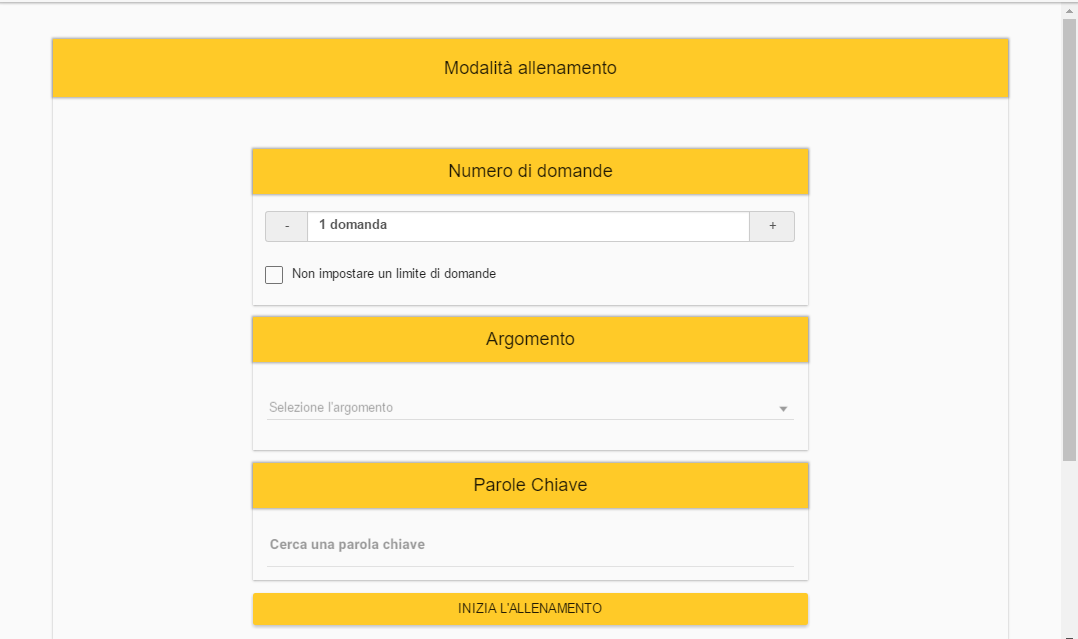 Modalità allenamento
Numero di domande
- 1 domanda +
Non impostare un limite di domande
Argomento
Selezione l'argomento
Parole Chiave
Cerca una parola chiave
INIZIA L'ALLENAMENTO